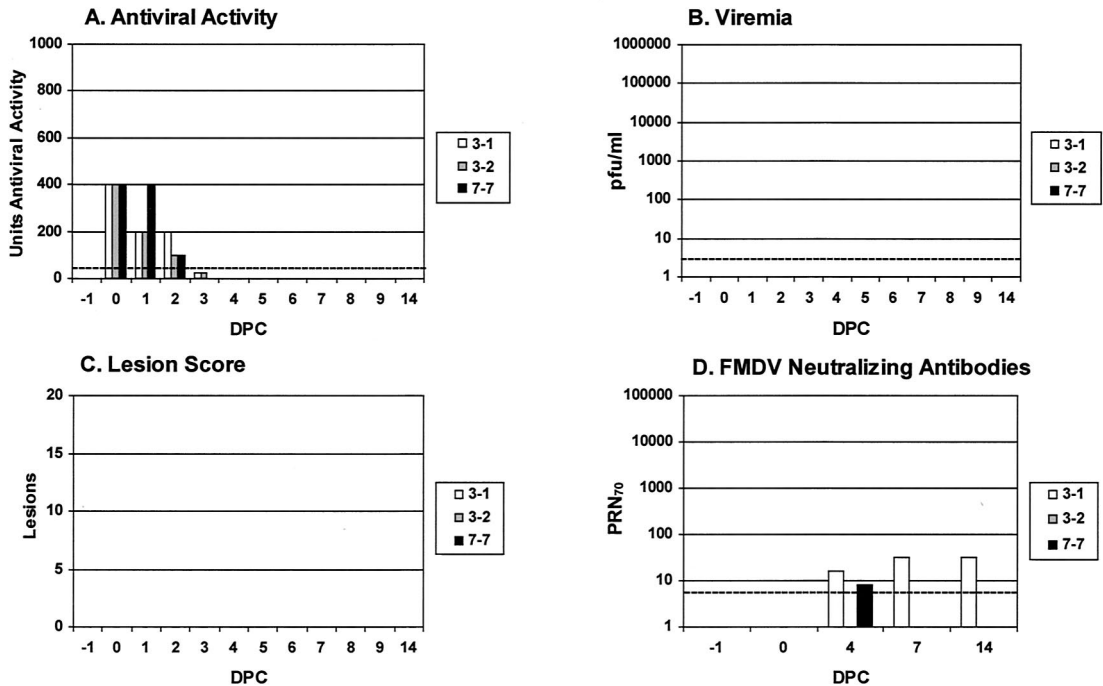 A. Antiviral Activity
Units Antiviral Activity
1000
800
600
400
200
0
-1 0 1 2 3 4 5 6 7 8 9 14
DPC
3-1
3-2
7-7
B. Viremia
pfu/ml
1000000
100000
10000
1000
100
10
1
-1 0 1 2 3 4 5 6 7 8 9 14
DPC
3-1
3-2
7-7
C. Lesion Score
Lesions
20
15
10
5
0
-1 0 1 2 3 4 5 6 7 8 9 14
DPC
3-1
3-2
7-7
D. FMDV Neutralizing Antibodies
PRN₇₀
100000
10000
1000
100
10
1
-1 0 4 7 14
DPC
3-1
3-2
7-7